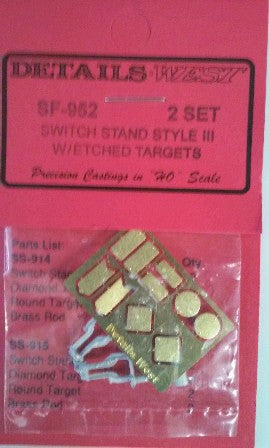 DETAILS WEST
SF-952 2 SET
SWITCH STAND STYLE III
W/ETCHED TARGETS
Precision Castings in "HO" Scale
Parts List:
SS-914 Qty
Switch Stand
Diamond
Round Target
Brass Rod
SS-915
Switch Stand
Diamond Target
Round Target
Brass Rod
Details West